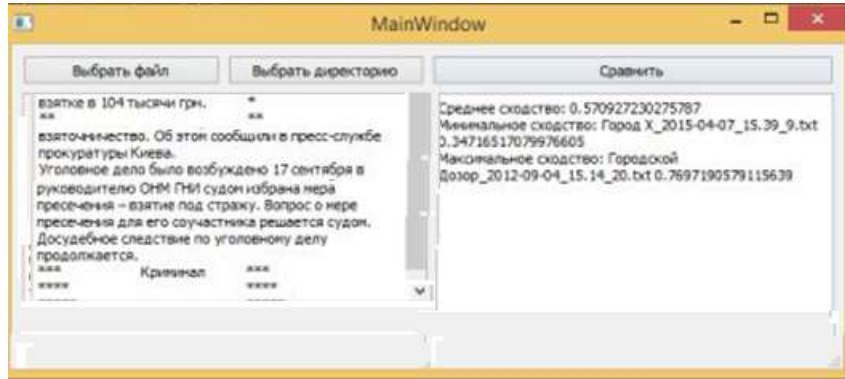 MainWindow
Выбрать файл
Выбрать директорию
Сравнить
взятке в 104 тысячи грн. *
** **
взяточничество. Об этом сообщили в пресс-службе
прокуратуры Киева.
Уголовное дело было возбуждено 17 сентября в
руководителю ОНМ ГНИ судом избрана мера
пресечения – взятие под стражу. Вопрос о мере
пресечения для его соучастника решается судом.
Досудебное следствие по уголовному делу
продолжается.
*** Криминал ***
**** ****
Среднее сходство: 0.570927230275787
Минимальное сходство: Город X_2015-04-07_15.39_9.txt
0.34716517079976605
Максимальное сходство: Городской
Дозор_2012-09-04_15.14_20.txt 0.7697190579115639